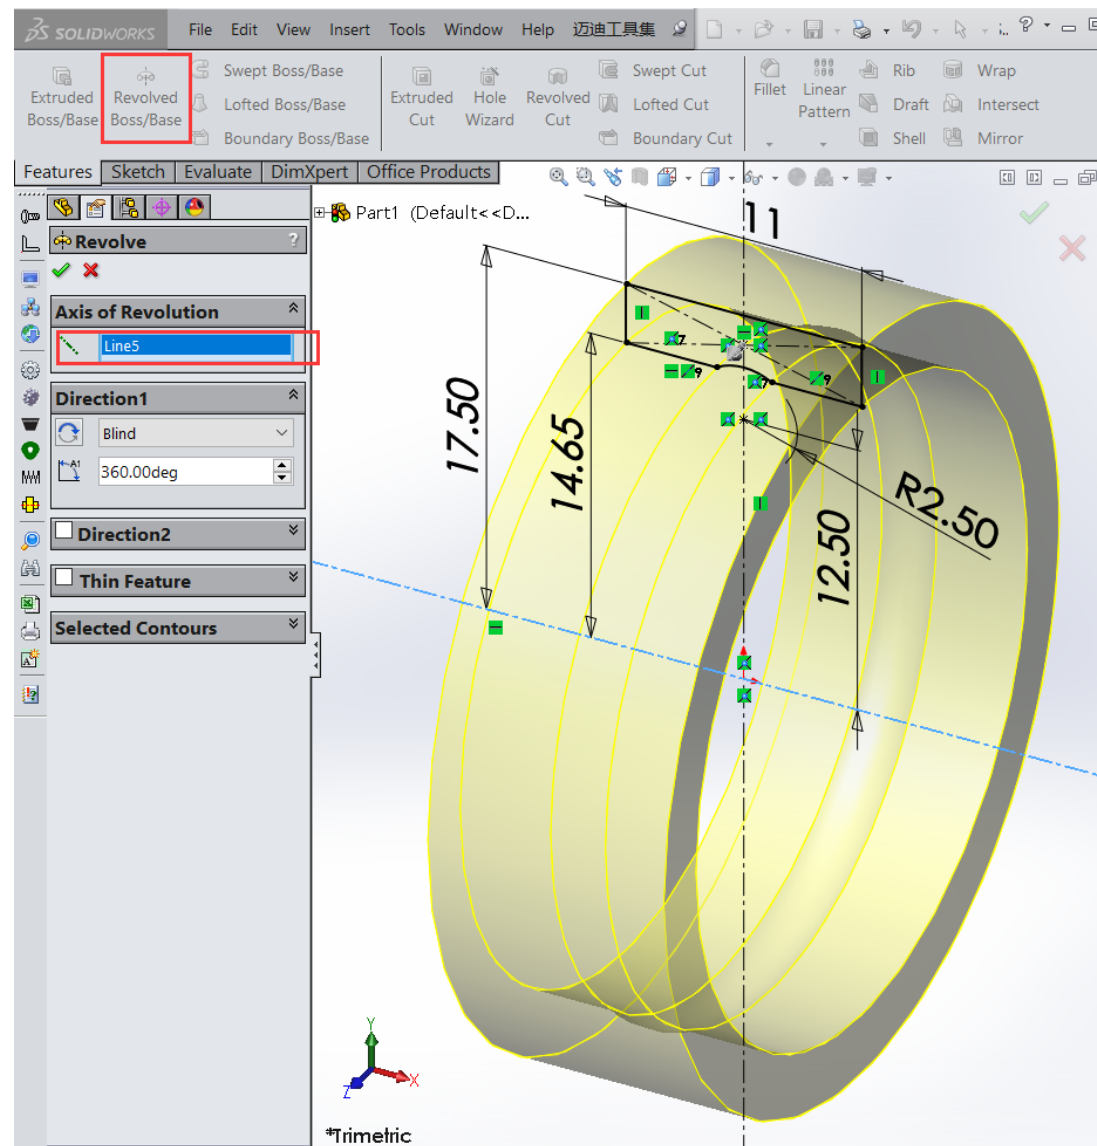 SOLIDWORKS File Edit View Insert Tools Window Help 迈迪工具集
Extruded Boss/Base
Revolved Boss/Base
Swept Boss/Base
Lofted Boss/Base
Boundary Boss/Base
Extruded Cut
Hole Wizard
Revolved Cut
Swept Cut
Lofted Cut
Boundary Cut
Fillet
Linear Pattern
Rib
Draft
Shell
Wrap
Intersect
Mirror
Features Sketch Evaluate DimXpert Office Products
Part1 (Default<<D...
Revolve ?
Axis of Revolution
Line5
Direction1
Blind
360.00deg
Direction2
Thin Feature
Selected Contours
11
17.50
14.65
R2.50
12.50
7
9
7
9
Y
X
Z
*Trimetric